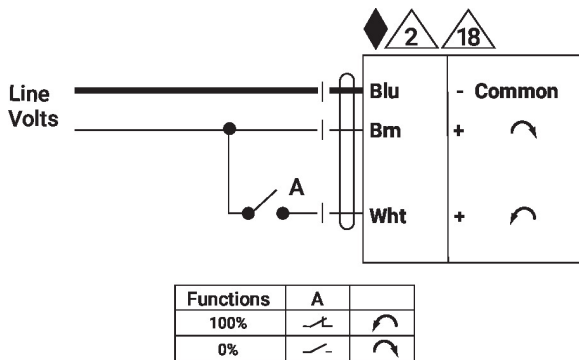 2 18
Line
Volts
Blu - Common
Brn +
A
Wht +
Functions A
100%
0%